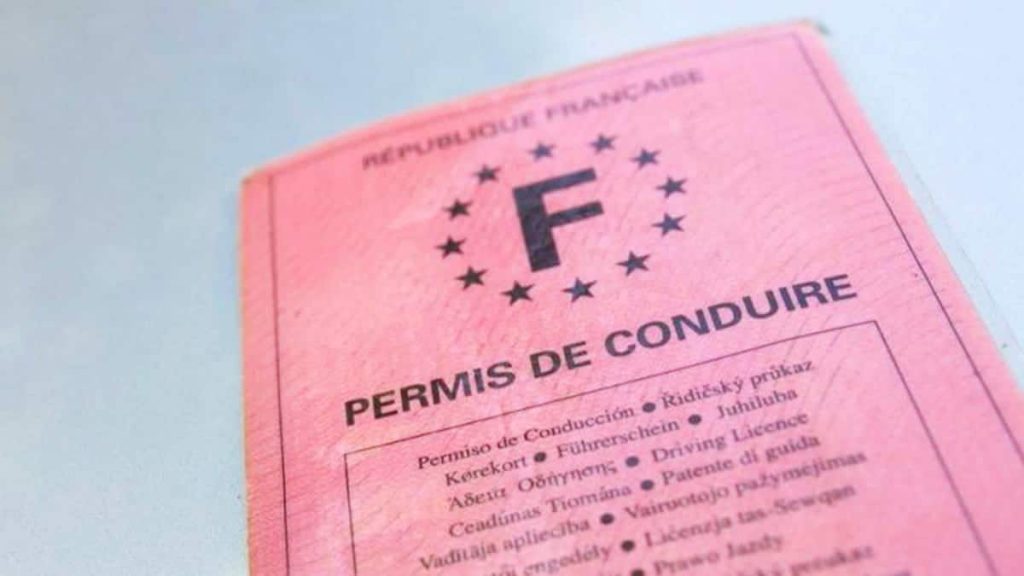 RÉPUBLIQUE FRANÇAISE
F
PERMIS DE CONDUIRE
Permiso de Conducción ● Řidičský průkaz
Kørekort ● Führerschein ● Juhiluba
Άδεια Οδήγησης ● Driving Licence
Ceadúnas Tiomána ● Patente di guida
Vadītāja apliecība ● Vairuotojo pažymėjimas
engedély ● Liċenzja tas-Sewqan
● Prawo Jazdy
preukaz